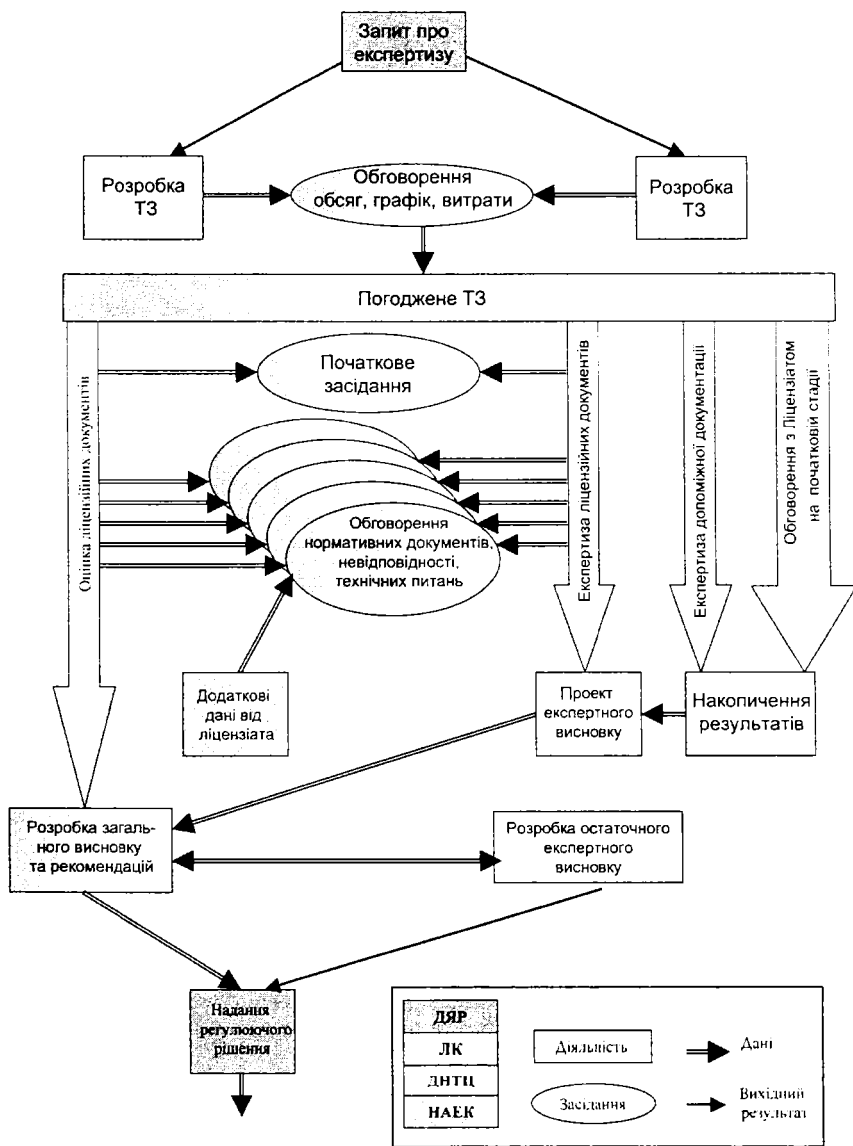 Запит про
експертизу
Розробка
ТЗ
Обговорення
обсяг, графік, витрати
Розробка
ТЗ
Погоджене ТЗ
Оцінка ліцензійних документів
Початкове
засідання
Експертиза ліцензійних документів
Експертиза допоміжної документації
Обговорення з Ліцензіатом
на початковій стадії
Обговорення
нормативних документів,
невідповідності,
технічних питань
Додаткові
дані від
ліцензіата
Проект
експертного
висновку
Накопичення
результатів
Розробка загаль-
ного висновку
та рекомендацій
Розробка остаточного
експертного
висновку
Надання
регулюючого
рішення
ДЯР
ЛК
ДНТЦ
НАЕК
Діяльність
Засідання
Дані
Вихідний
результат